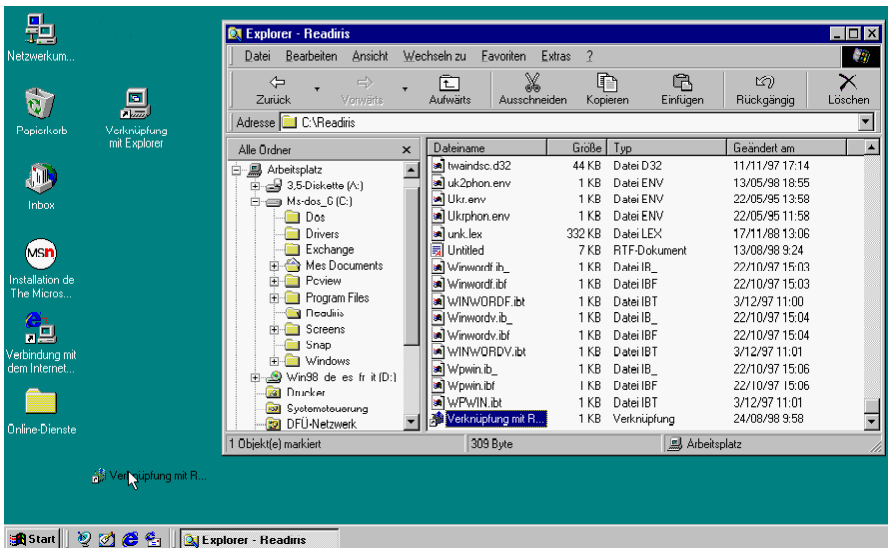 Netzwerkum...
Papierkorb
Verknüpfung
mit Explorer
Inbox
msn
Installation de
The Micros...
Verbindung mit
dem Internet...
Online-Dienste
Verknüpfung mit R...
Explorer - Readiris
Datei Bearbeiten Ansicht Wechseln zu Favoriten Extras ?
Zurück Vorwärts Aufwärts Ausschneiden Kopieren Einfügen Rückgängig Löschen
Adresse C:\Readiris
Alle Ordner
Arbeitsplatz
3,5-Diskette (A:)
Ms-dos_6 (C:)
Dos
Drivers
Exchange
Mes Documents
Pcview
Program Files
Readiris
Screens
Snap
Windows
Win98 de es fr it (D:)
Drucker
Systemsteuerung
DFÜ-Netzwerk
Dateiname Größe Typ Geändert am
twaindsc.d32 44 KB Datei D32 11/11/97 17:14
uk2phon.env 1 KB Datei ENV 13/05/98 18:55
Ukr.env 1 KB Datei ENV 22/05/95 13:58
Ukrphon.env 1 KB Datei ENV 22/05/95 11:58
unk.lex 332 KB Datei LEX 17/11/88 13:06
Untitled 7 KB RTF-Dokument 13/08/98 9:24
Winwordf.ib_ 1 KB Datei IB_ 22/10/97 15:03
Winwordf.ibf 1 KB Datei IBF 22/10/97 15:03
WINWORDF.ibt 1 KB Datei IBT 3/12/97 11:00
Winwordv.ib_ 1 KB Datei IB_ 22/10/97 15:04
Winwordv.ibf 1 KB Datei IBF 22/10/97 15:04
WINWORDV.ibt 1 KB Datei IBT 3/12/97 11:01
Wpwin.ib_ 1 KB Datei IB_ 22/10/97 15:06
Wpwin.ibf 1 KB Datei IBF 22/10/97 15:06
WPWIN.ibt 1 KB Datei IBT 3/12/97 11:01
Verknüpfung mit R... 1 KB Verknüpfung 24/08/98 9:58
1 Objekt(e) markiert 309 Byte Arbeitsplatz
Start Explorer - Readiris